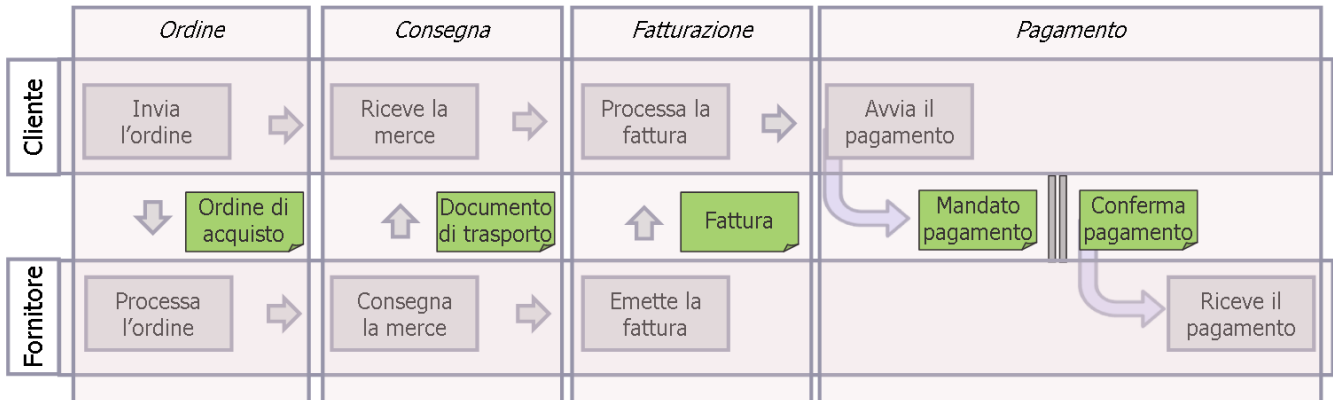 Ordine
Consegna
Fatturazione
Pagamento
Cliente
Invia
l'ordine
Riceve la
merce
Processa la
fattura
Avvia il
pagamento
Ordine di
acquisto
Documento
di trasporto
Fattura
Mandato
pagamento
Conferma
pagamento
Fornitore
Processa
l'ordine
Consegna
la merce
Emette la
fattura
Riceve il
pagamento